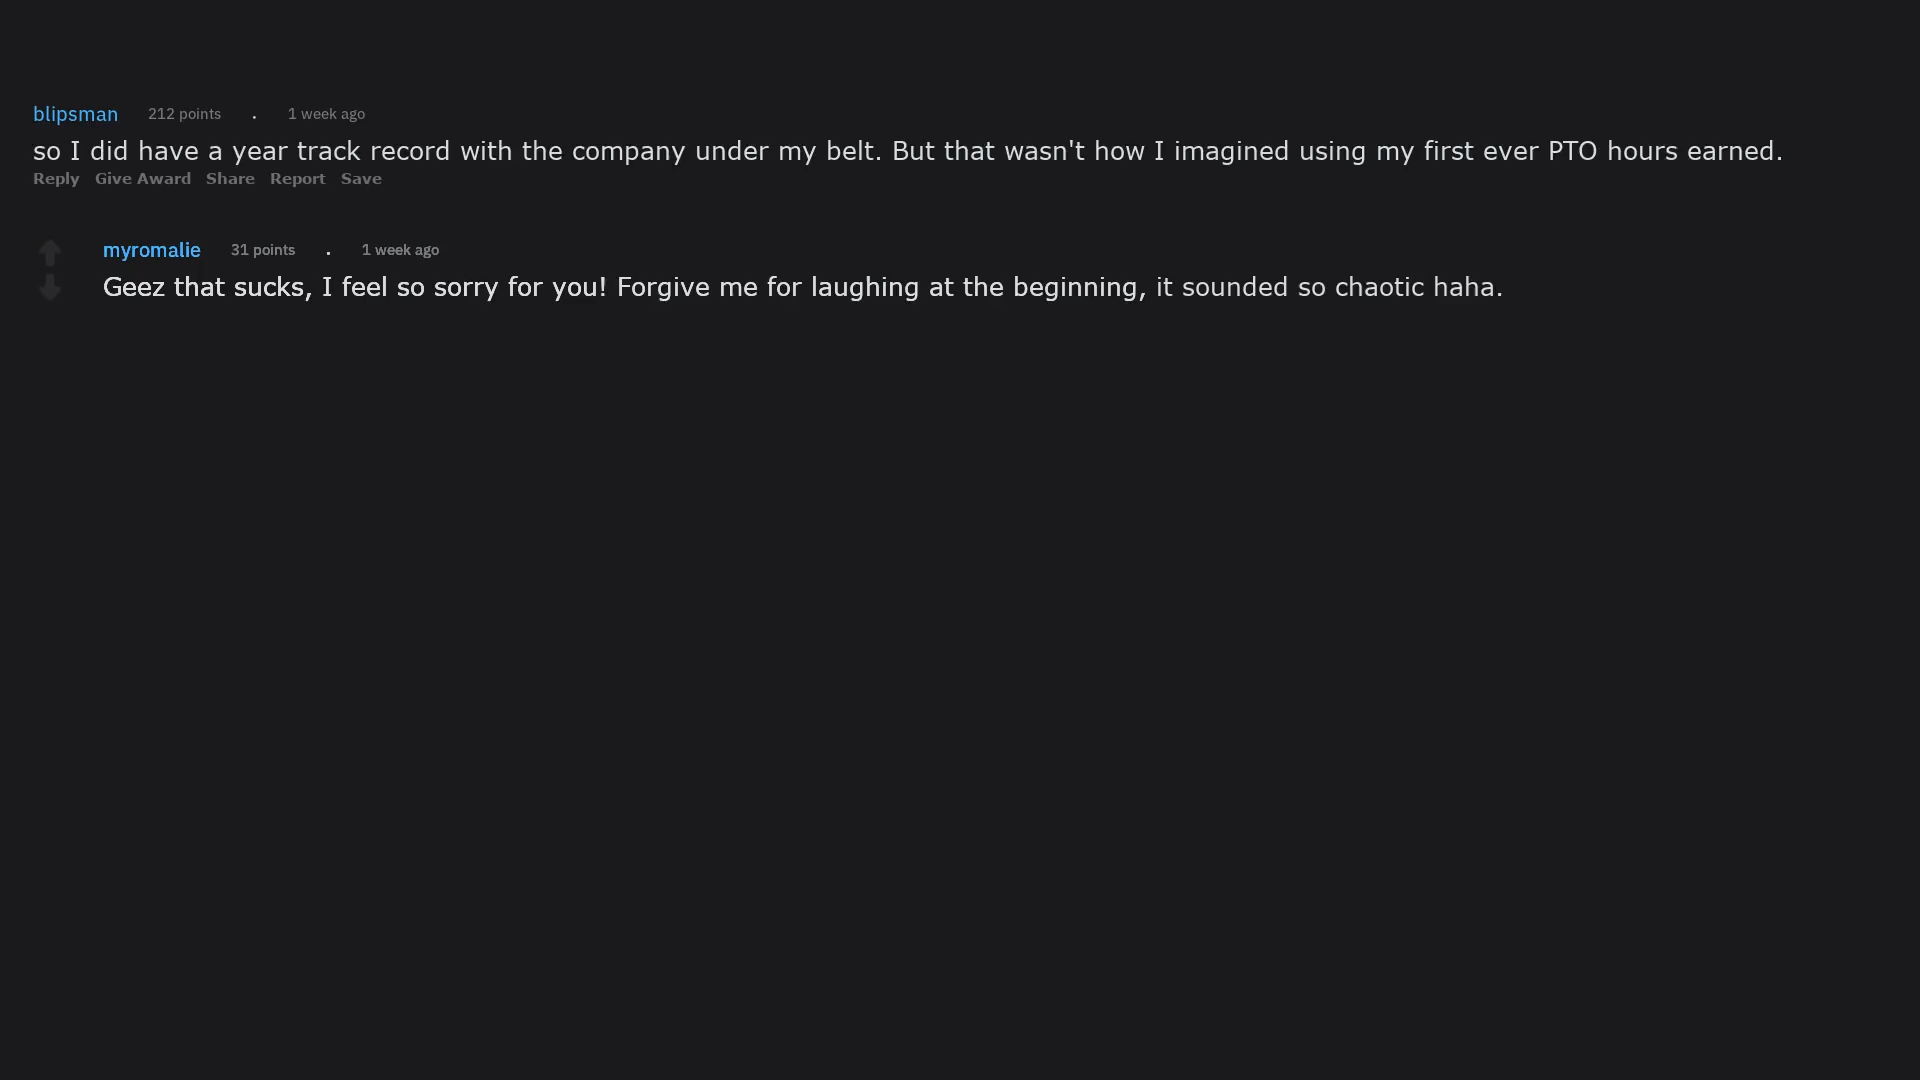 blipsman 212 points . 1 week ago
so I did have a year track record with the company under my belt. But that wasn't how I imagined using my first ever PTO hours earned.
Reply Give Award Share Report Save
myromalie 31 points . 1 week ago
Geez that sucks, I feel so sorry for you! Forgive me for laughing at the beginning, it sounded so chaotic haha.